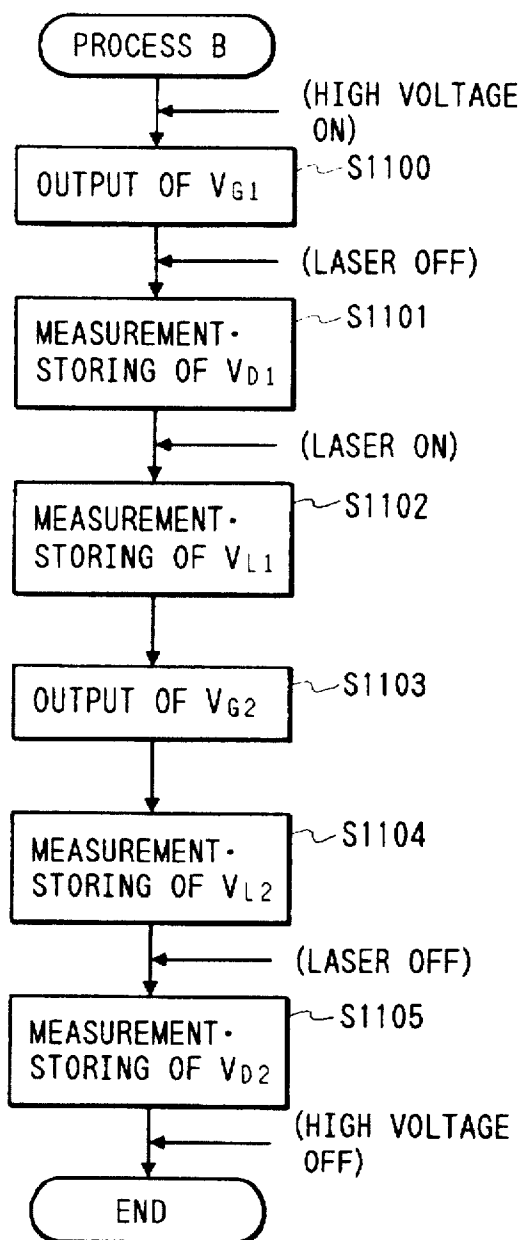 PROCESS B
(HIGH VOLTAGE
ON)
S1100
OUTPUT OF VG1
(LASER OFF)
S1101
MEASUREMENT·
STORING OF VD1
(LASER ON)
S1102
MEASUREMENT·
STORING OF VL1
S1103
OUTPUT OF VG2
S1104
MEASUREMENT·
STORING OF VL2
(LASER OFF)
S1105
MEASUREMENT·
STORING OF VD2
(HIGH VOLTAGE
OFF)
END